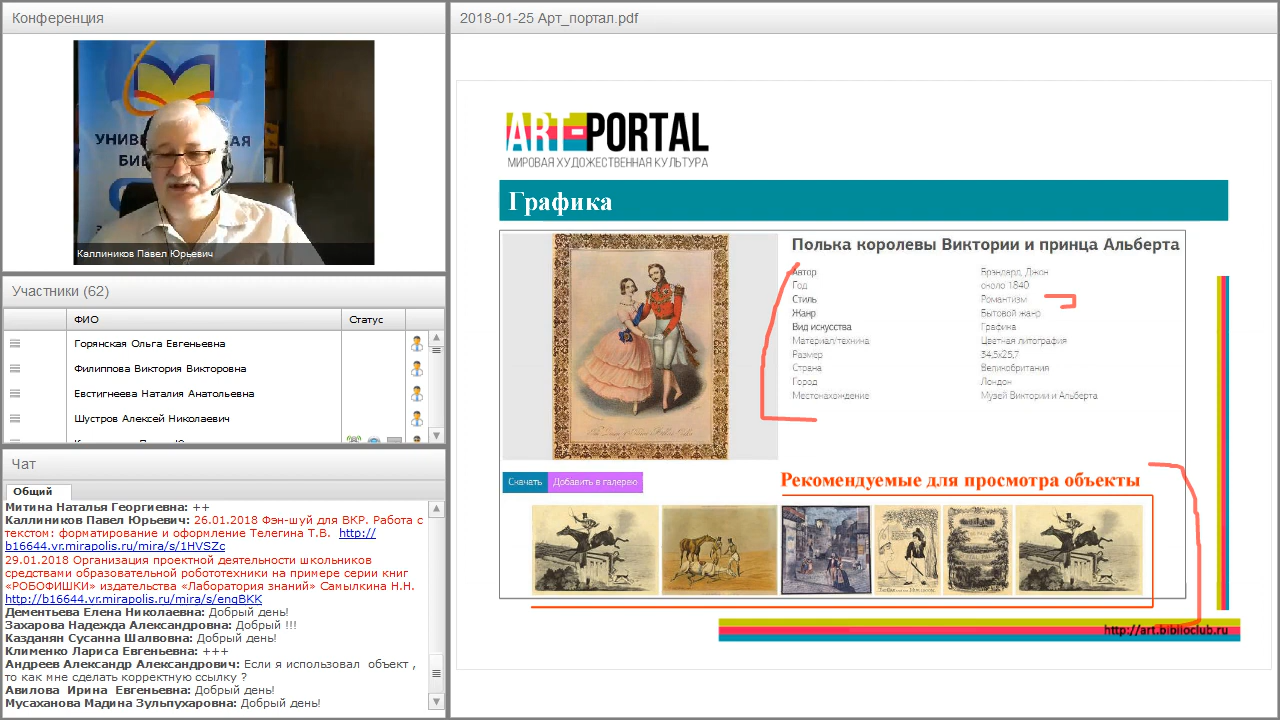 Конференция
УНИВ
АЯ
БИБЛ
Каллиников Павел Юрьевич
Участники (62)
ФИО
Статус
Горянская Ольга Евгеньевна
Филиппова Виктория Викторовна
Евстигнеева Наталия Анатольевна
Шустров Алексей Николаевич
Чат
Общий
Митина Наталья Георгиевна: ++
Каллиников Павел Юрьевич: 26.01.2018 Фэн-шуй для ВКР. Работа с
текстом: форматирование и оформление Телегина Т.В. http://
b16644.vr.mirapolis.ru/mira/s/1HVSZc
29.01.2018 Организация проектной деятельности школьников
средствами образовательной робототехники на примере серии книг
«РОБОФИШКИ» издательства «Лаборатория знаний» Самылкина Н.Н.
http://b16644.vr.mirapolis.ru/mira/s/enqBKK
Дементьева Елена Николаевна: Добрый день!
Захарова Надежда Александровна: Добрый !!!
Казданян Сусанна Шалвовна: Добрый день!
Клименко Лариса Евгеньевна: +++
Андреев Александр Александрович: Если я использовал объект ,
то как мне сделать корректную ссылку ?
Авилова Ирина Евгеньевна: Добрый день!
Мусаханова Мадина Зульпухаровна: Добрый день!
2018-01-25 Арт_портал.pdf
ART-PORTAL
МИРОВАЯ ХУДОЖЕСТВЕННАЯ КУЛЬТУРА
Графика
Полька королевы Виктории и принца Альберта
Автор Брэндард, Джон
Год около 1840
Стиль Романтизм
Жанр Бытовой жанр
Вид искусства Графика
Материал/техника Цветная литография
Размер 34,5x25,7
Страна Великобритания
Город Лондон
Местонахождение Музей Виктории и Альберта
Скачать
Добавить в галерею
Рекомендуемые для просмотра объекты
http://art.biblioclub.ru